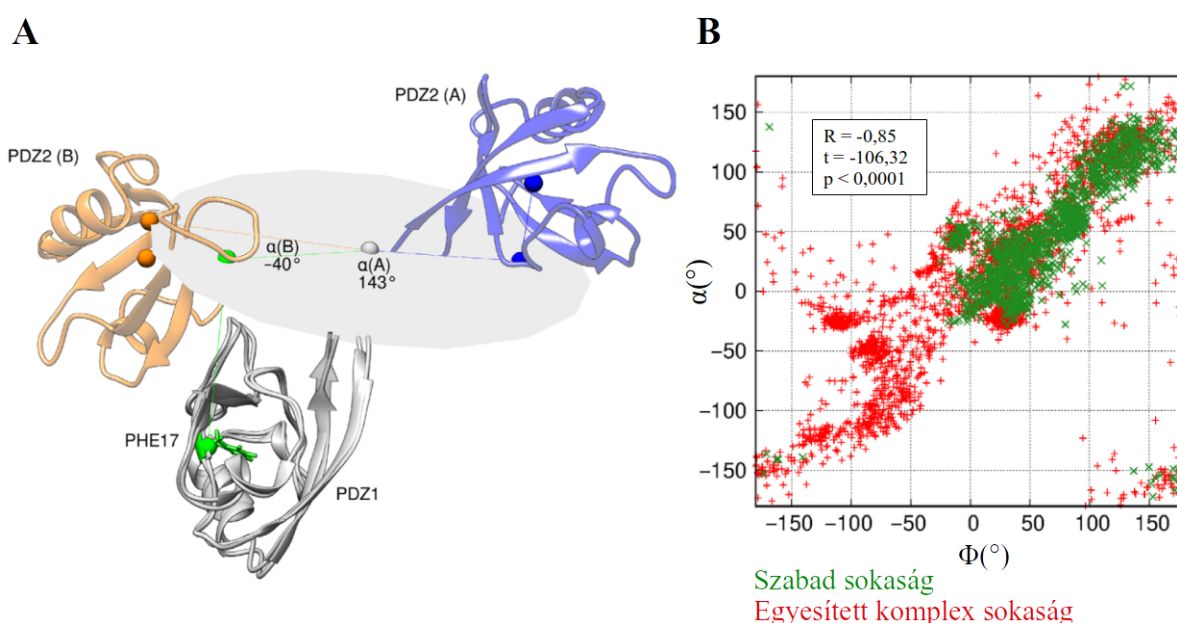 A
PDZ2 (A)
PDZ2 (B)
α(B)
−40°
α(A)
143°
PHE17
PDZ1
B
R = -0,85
t = -106,32
p < 0,0001
150
100
50
0
−50
−100
−150
α(°)
−150 −100 −50 0 50 100 150
Φ(°)
Szabad sokaság
Egyesített komplex sokaság